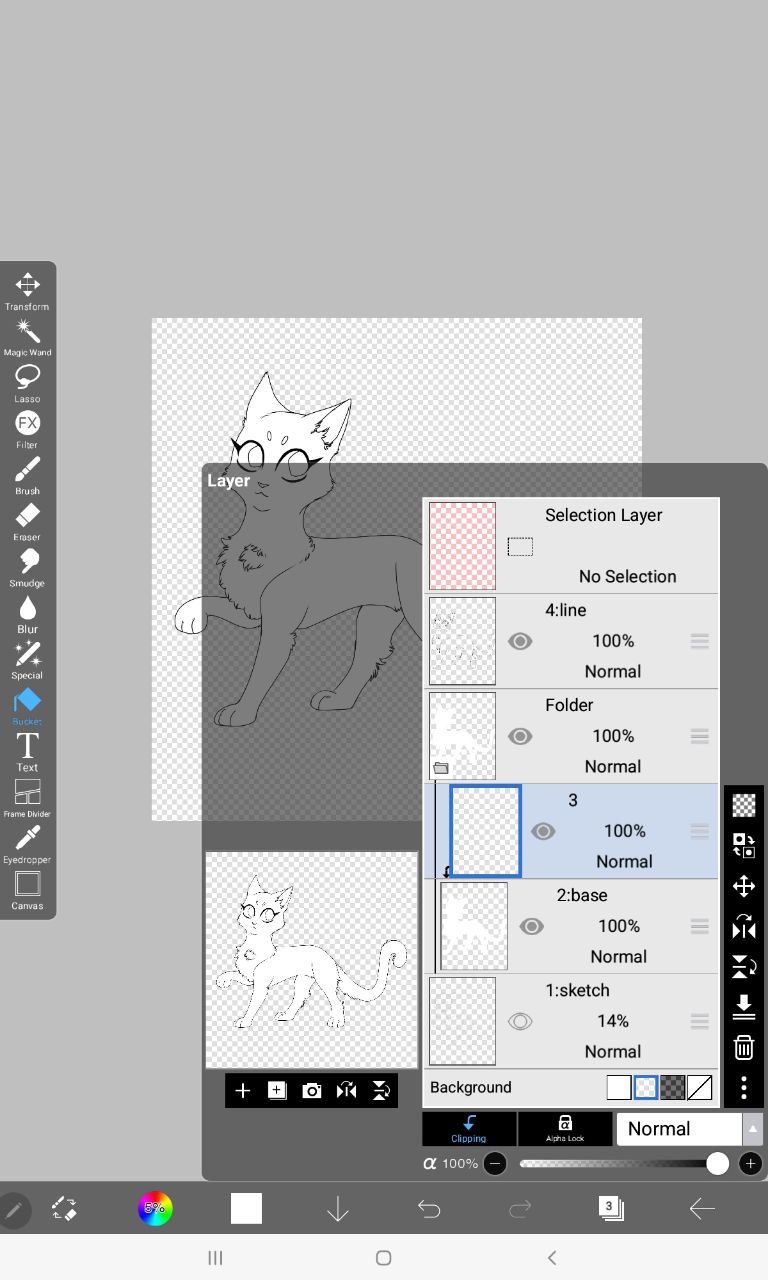 Transform
Magic Wand
Lasso
FX
Filter
Brush
Eraser
Smudge
Blur
Special
Bucket
T
Text
Frame Divider
Eyedropper
Canvas
Layer
Selection Layer
No Selection
4:line
100%
Normal
Folder
100%
Normal
3
100%
Normal
2:base
100%
Normal
1:sketch
14%
Normal
Background
Clipping
α
Alpha Lock
Normal
α 100%
5%
3